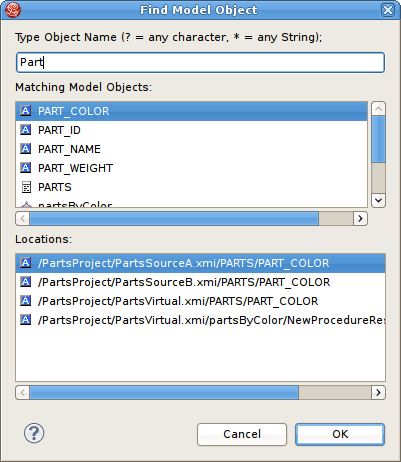 Find Model Object
Type Object Name (? = any character, * = any String);
Part
Matching Model Objects:
PART_COLOR
PART_ID
PART_NAME
PART_WEIGHT
PARTS
partsByColor
Locations:
/PartsProject/PartsSourceA.xmi/PARTS/PART_COLOR
/PartsProject/PartsSourceB.xmi/PARTS/PART_COLOR
/PartsProject/PartsVirtual.xmi/PARTS/PART_COLOR
/PartsProject/PartsVirtual.xmi/partsByColor/NewProcedureRes
Cancel OK